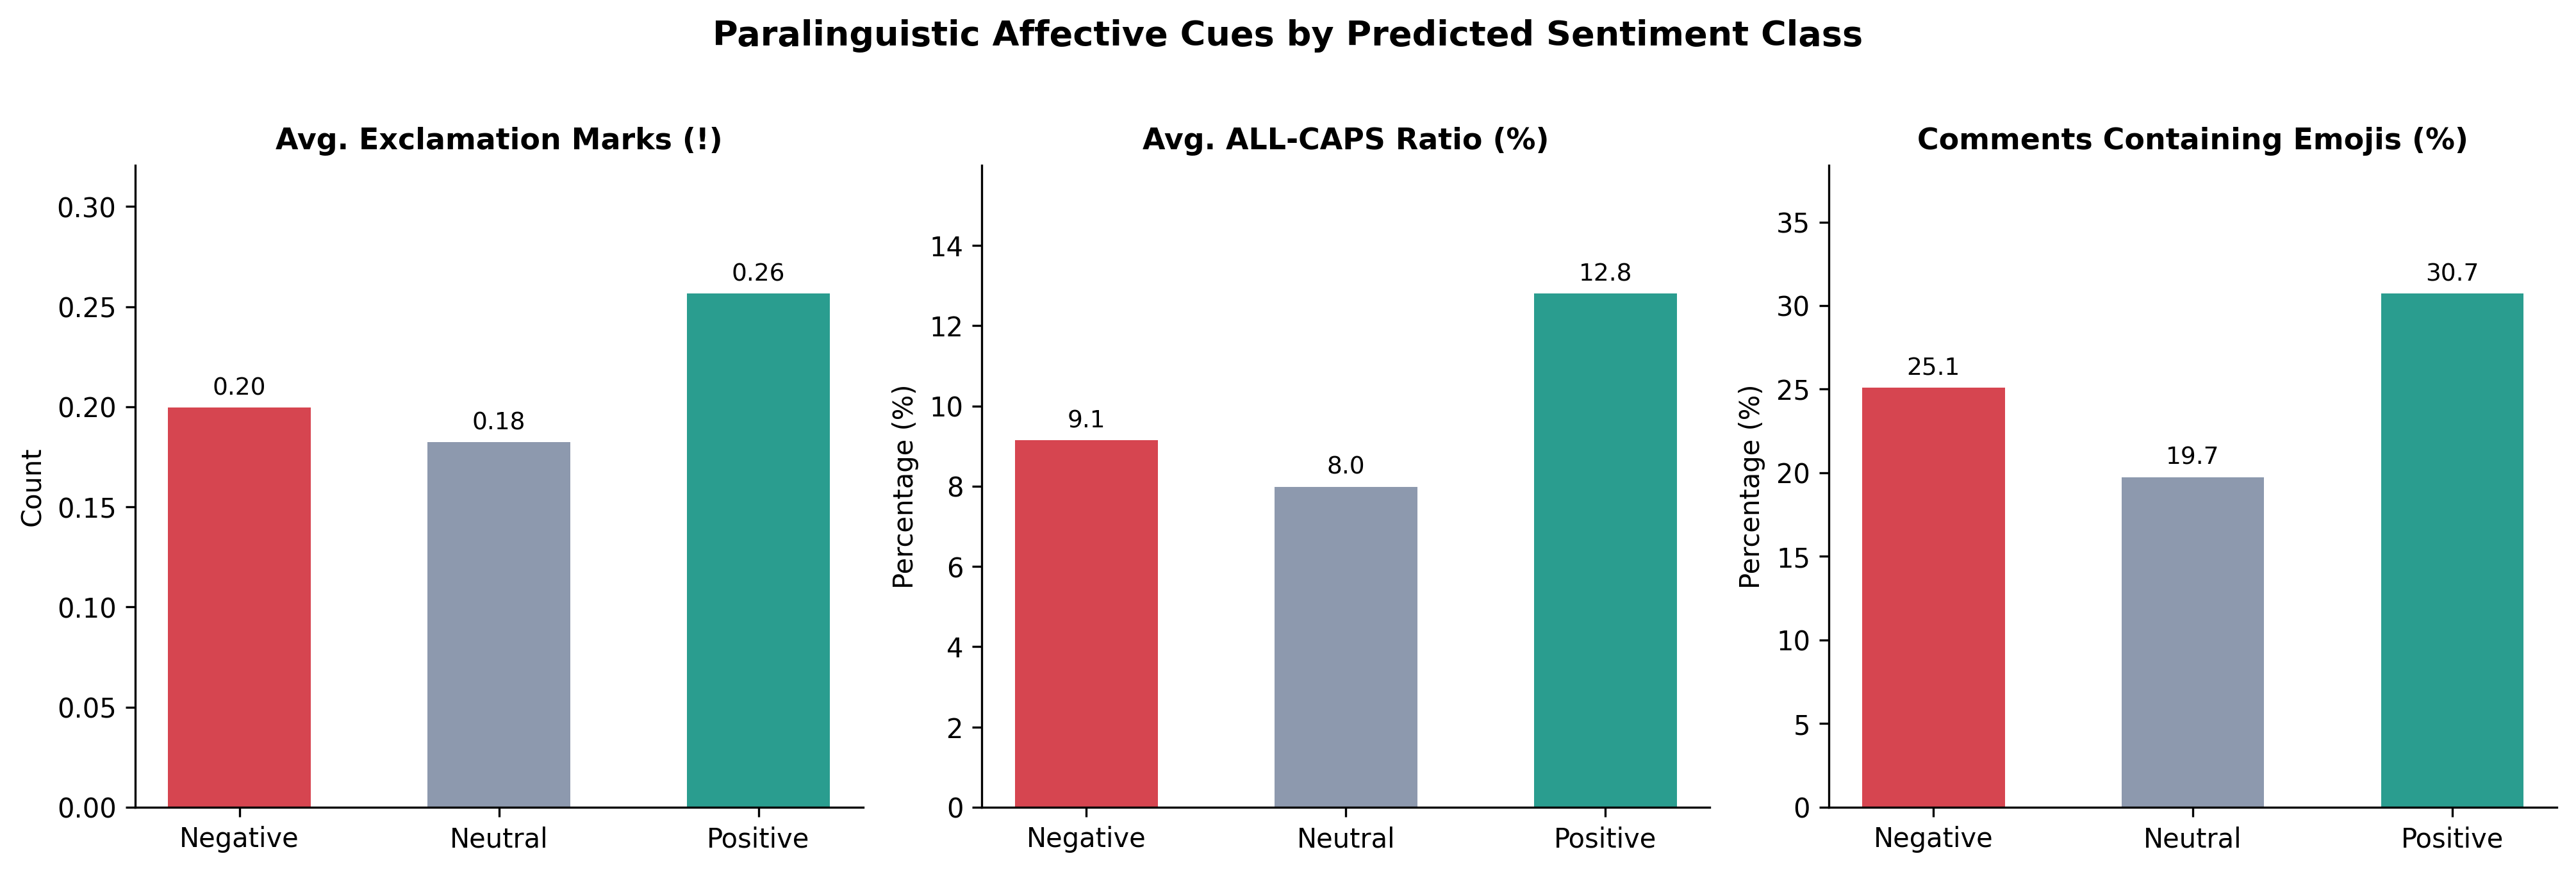 Paralinguistic Affective Cues by Predicted Sentiment Class
Avg. Exclamation Marks (!)
0.30
0.25
0.20
0.15
0.10
0.05
0.00
Count
0.20
0.18
0.26
Negative
Neutral
Positive
Avg. ALL-CAPS Ratio (%)
14
12
10
8
6
4
2
0
Percentage (%)
9.1
8.0
12.8
Negative
Neutral
Positive
Comments Containing Emojis (%)
35
30
25
20
15
10
5
0
Percentage (%)
25.1
19.7
30.7
Negative
Neutral
Positive